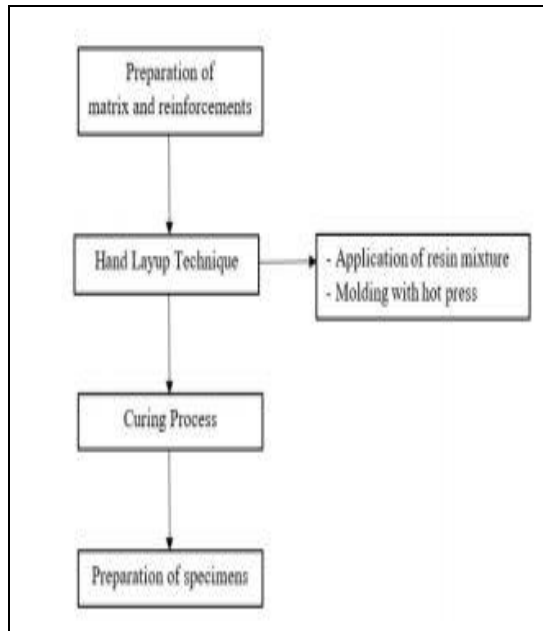 Preparation of
matrix and reinforcements
Hand Layup Technique
- Application of resin mixture
- Molding with hot press
Curing Process
Preparation of specimens